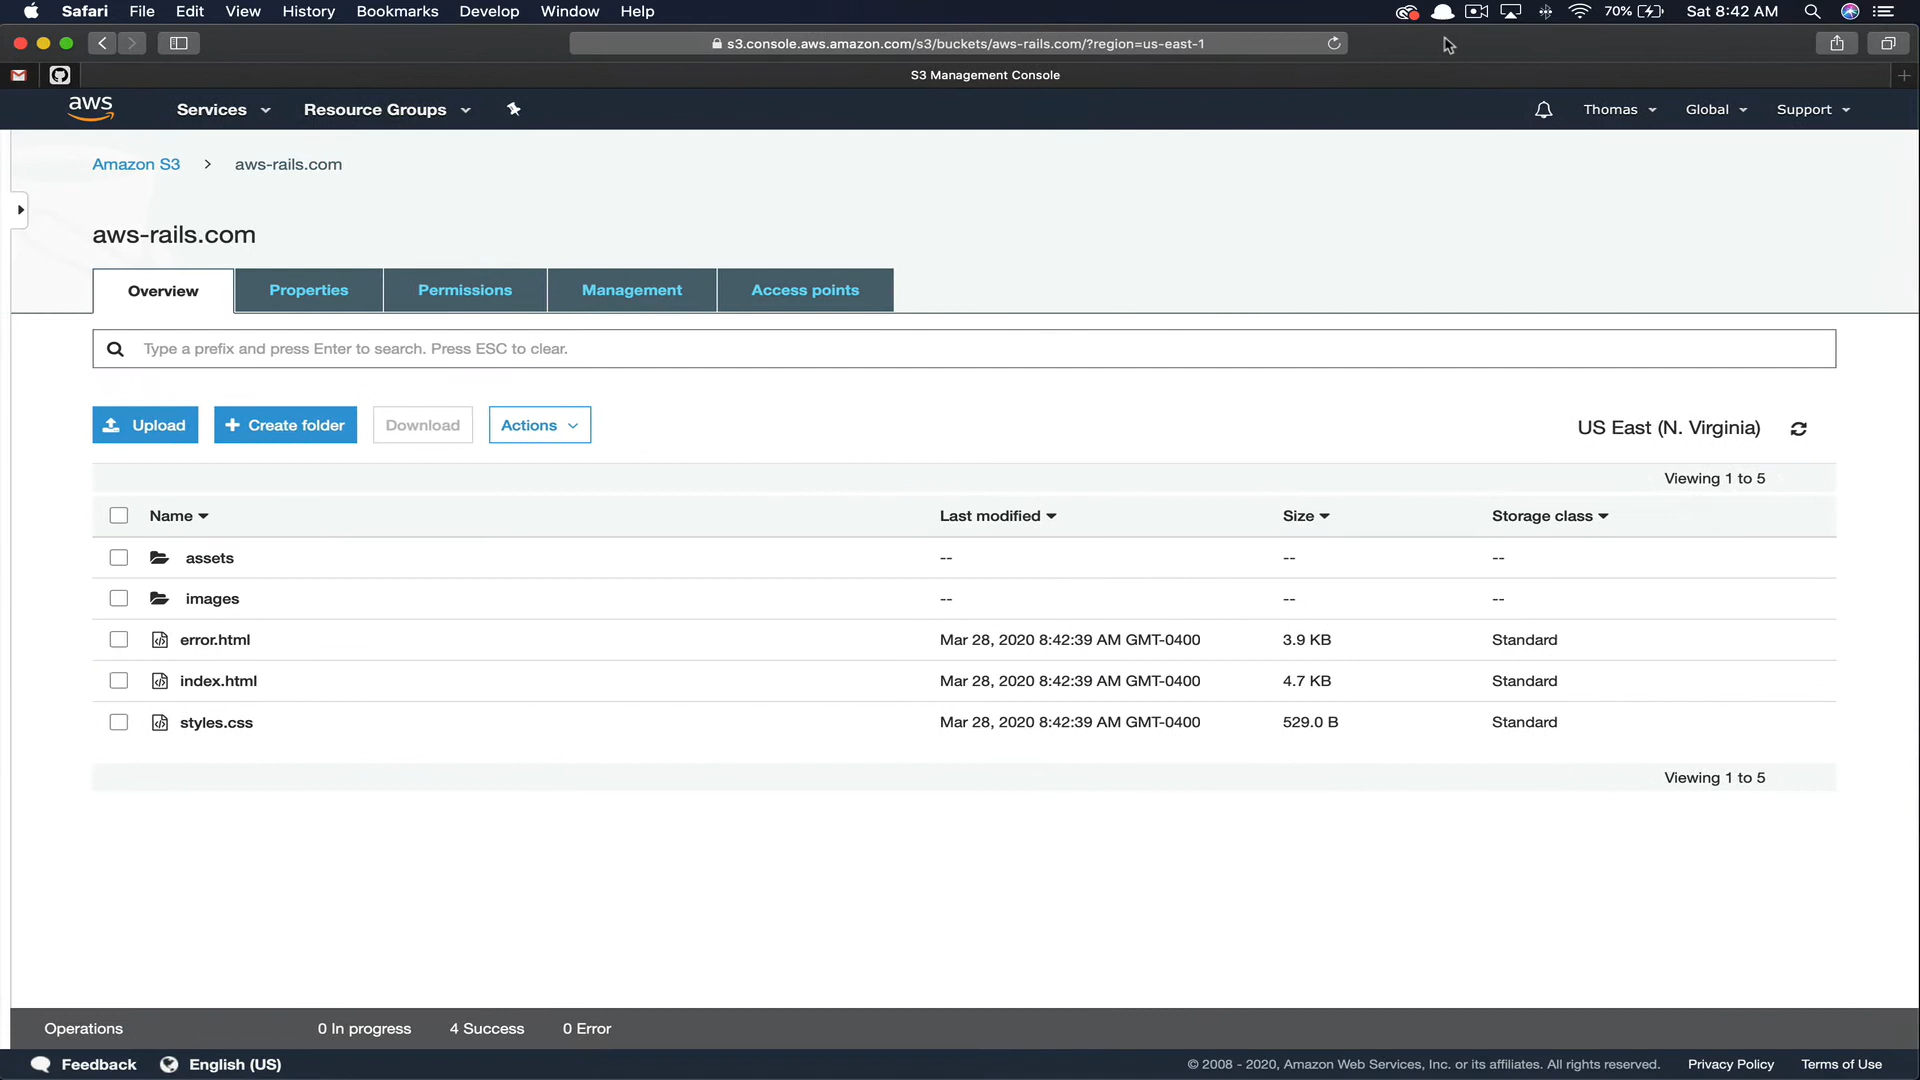 Safari File Edit View History Bookmarks Develop Window Help 70% Sat 8:42 AM
s3.console.aws.amazon.com/s3/buckets/aws-rails.com/?region=us-east-1
S3 Management Console
aws Services Resource Groups Thomas Global Support
Amazon S3 > aws-rails.com
aws-rails.com
Overview Properties Permissions Management Access points
Type a prefix and press Enter to search. Press ESC to clear.
Upload Create folder Download Actions US East (N. Virginia)
Viewing 1 to 5
Name Last modified Size Storage class
assets -- -- --
images -- -- --
error.html Mar 28, 2020 8:42:39 AM GMT-0400 3.9 KB Standard
index.html Mar 28, 2020 8:42:39 AM GMT-0400 4.7 KB Standard
styles.css Mar 28, 2020 8:42:39 AM GMT-0400 529.0 B Standard
Viewing 1 to 5
Operations 0 In progress 4 Success 0 Error
Feedback English (US) © 2008 - 2020, Amazon Web Services, Inc. or its affiliates. All rights reserved. Privacy Policy Terms of Use